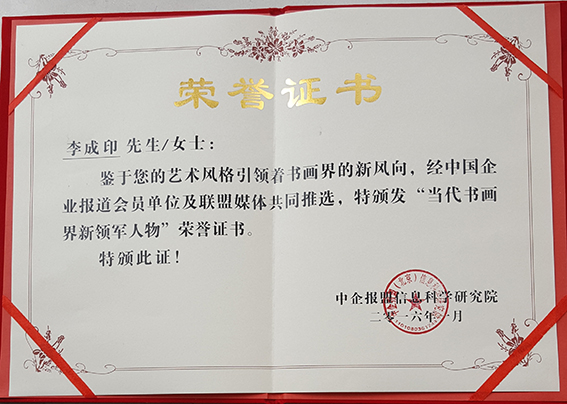 荣誉证书
李成印 先生/女士：
鉴于您的艺术风格引领着书画界的新风向，经中国企
业报道会员单位及联盟媒体共同推选，特颁发“当代书画
界新领军人物”荣誉证书。
特颁此证！
中企报盟信息科学研究院
二零一六年一月